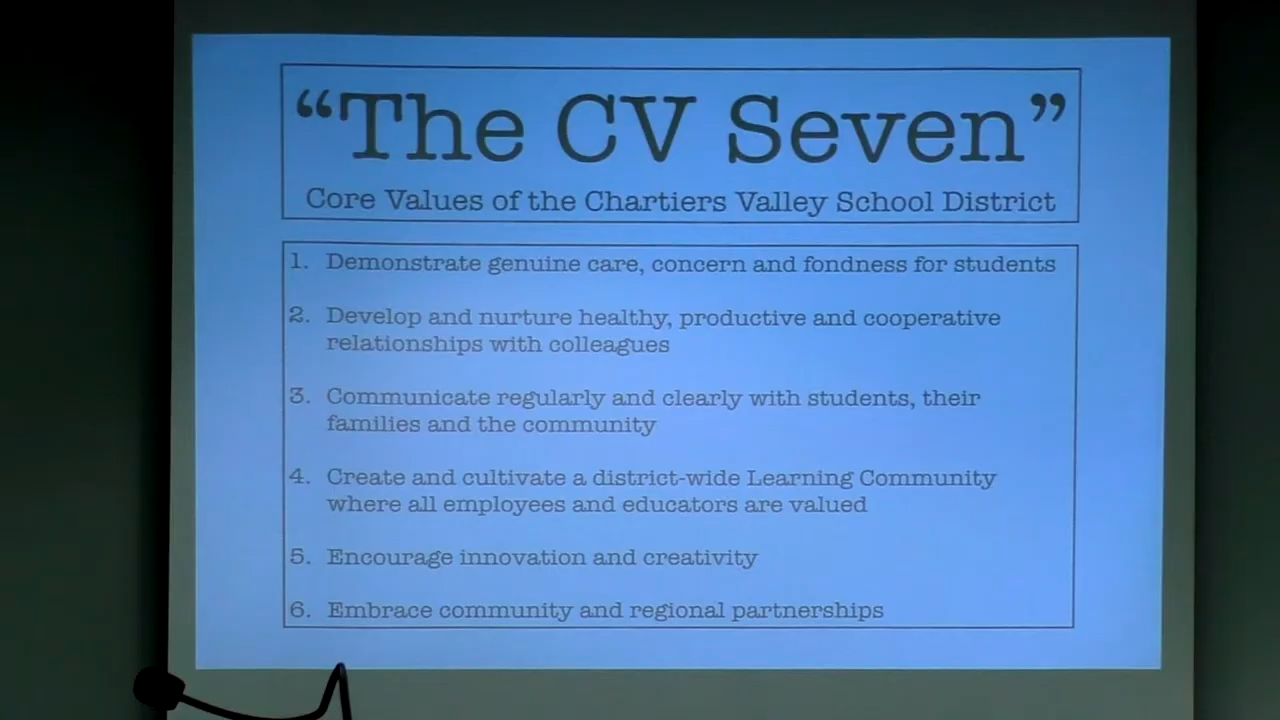 “The CV Seven”
Core Values of the Chartiers Valley School District
1. Demonstrate genuine care, concern and fondness for students
2. Develop and nurture healthy, productive and cooperative
relationships with colleagues
3. Communicate regularly and clearly with students, their
families and the community
4. Create and cultivate a district-wide Learning Community
where all employees and educators are valued
5. Encourage innovation and creativity
6. Embrace community and regional partnerships